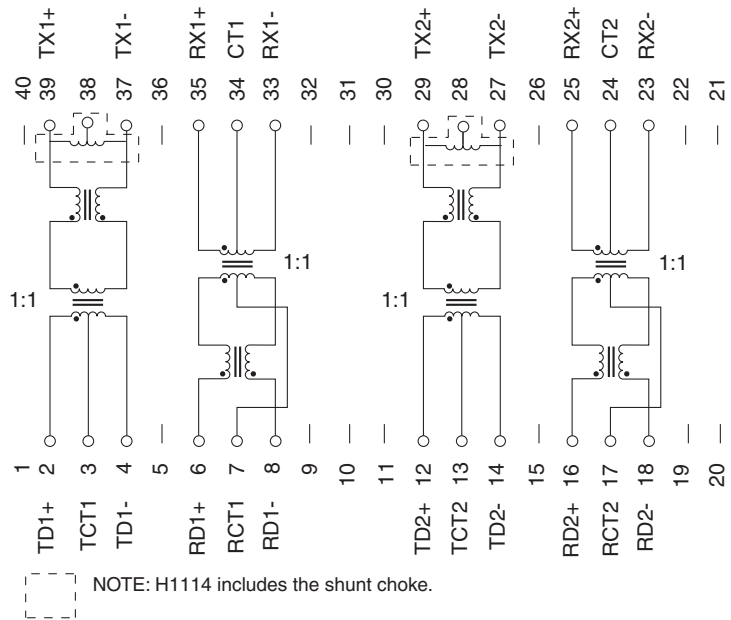 TX1+ TX1- RX1+ CT1 RX1- TX2+ TX2- RX2+ CT2 RX2-
40 39 38 37 36 35 34 33 32 31 30 29 28 27 26 25 24 23 22 21
1:1 1:1 1:1 1:1
1 2 3 4 5 6 7 8 9 10 11 12 13 14 15 16 17 18 19 20
TD1+ TCT1 TD1- RD1+ RCT1 RD1- TD2+ TCT2 TD2- RD2+ RCT2 RD2-
NOTE: H1114 includes the shunt choke.